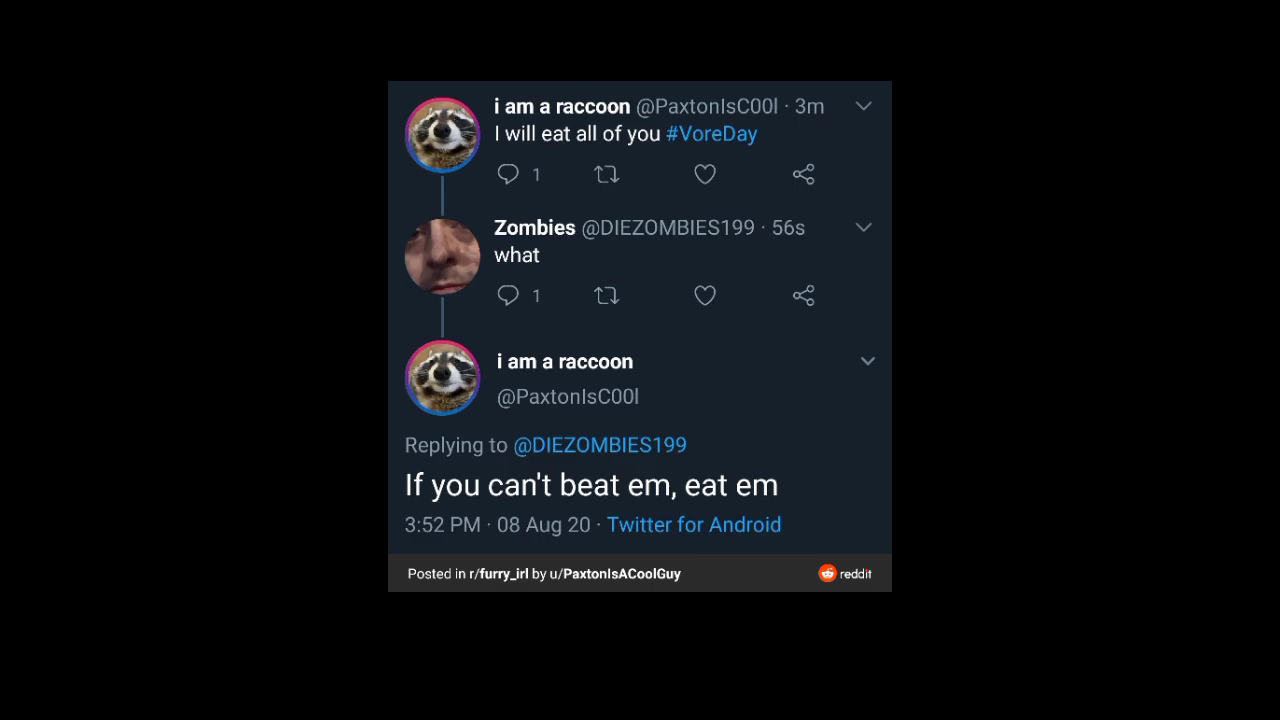 i am a raccoon @PaxtonIsC00l · 3m
I will eat all of you #VoreDay
1
Zombies @DIEZOMBIES199 · 56s
what
1
i am a raccoon
@PaxtonIsC00l
Replying to @DIEZOMBIES199
If you can't beat em, eat em
3:52 PM · 08 Aug 20 · Twitter for Android
Posted in r/furry_irl by u/PaxtonIsACoolGuy reddit